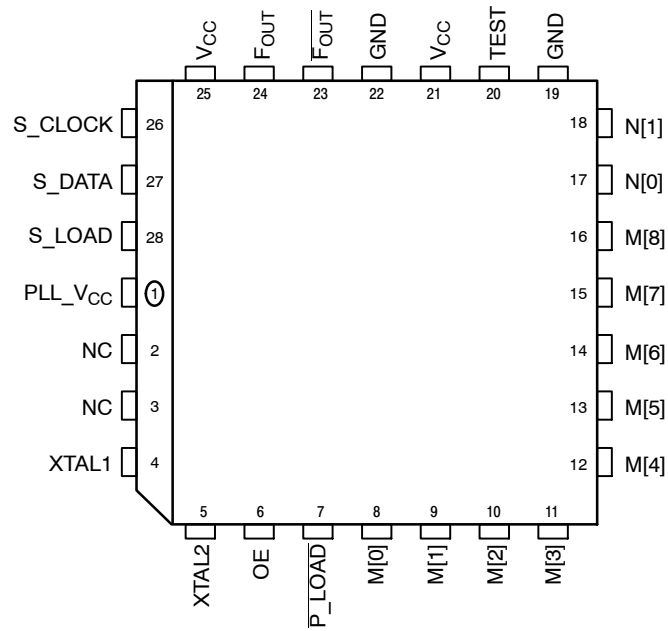 VCC
FOUT
FOUT
GND
VCC
TEST
GND
25
24
23
22
21
20
19
S_CLOCK 26
S_DATA 27
S_LOAD 28
PLL_VCC 1
NC 2
NC 3
XTAL1 4
18 N[1]
17 N[0]
16 M[8]
15 M[7]
14 M[6]
13 M[5]
12 M[4]
5
6
7
8
9
10
11
XTAL2
OE
P_LOAD
M[0]
M[1]
M[2]
M[3]